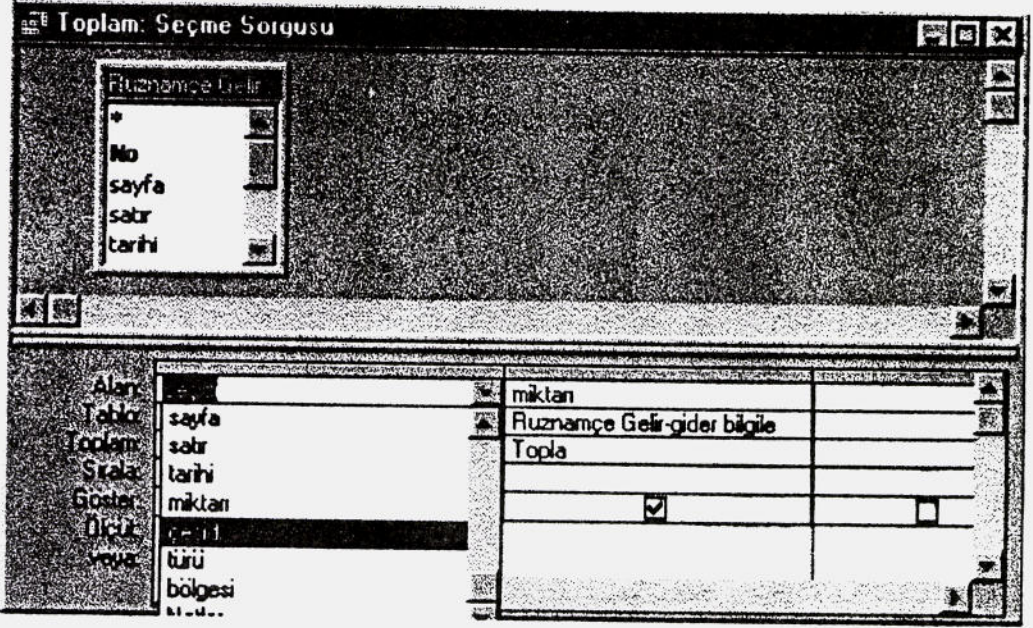 Toplam: Seçme Sorgusu
Ruznamçe Gelir
*
No
sayfa
satır
tarihi
Alan:
Tablo:
Toplam:
Sırala:
Göster:
Ölçüt:
veya:
sayfa
satır
tarihi
miktarı
türü
bölgesi
miktarı
Ruznamçe Gelir-gider bilgile
Topla